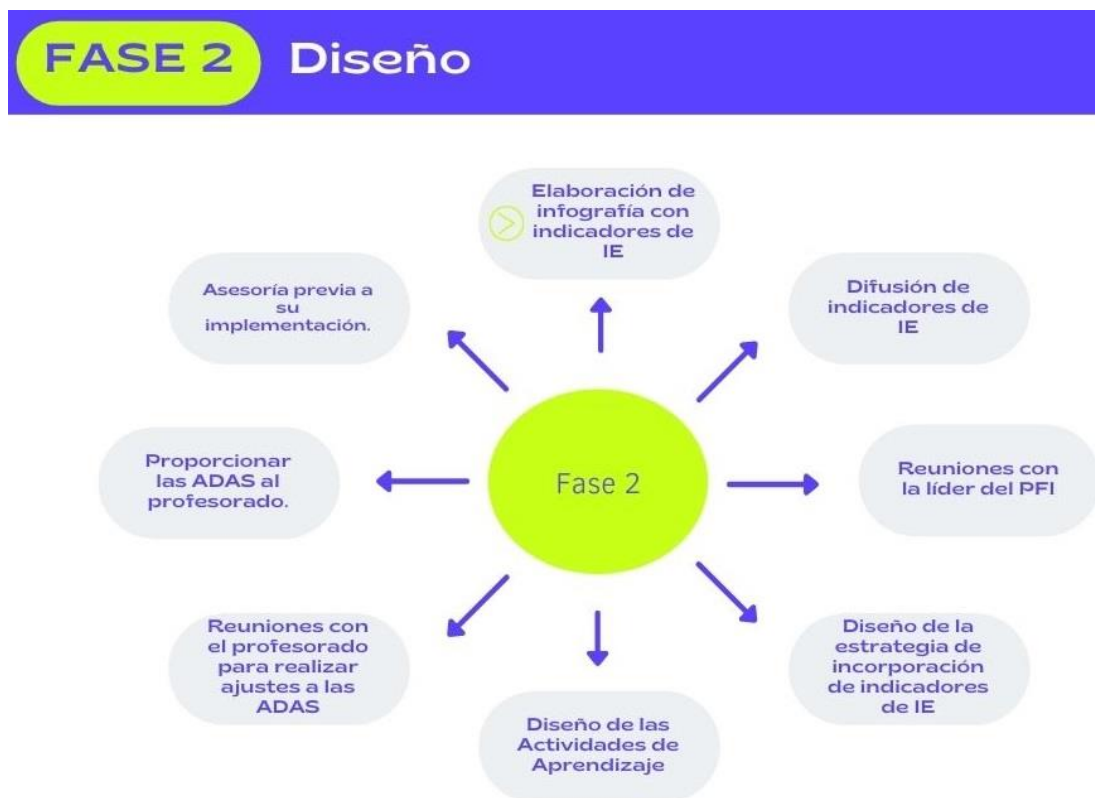 FASE 2 Diseño
Elaboración de
infografía con
indicadores de
IE
Difusión de
indicadores de
IE
Reuniones con
la líder del PFI
Diseño de la
estrategia de
incorporación
de indicadores
de IE
Diseño de las
Actividades de
Aprendizaje
Reuniones con
el profesorado
para realizar
ajustes a las
ADAS
Proporcionar
las ADAS al
profesorado.
Asesoría previa a
su
implementación.
Fase 2